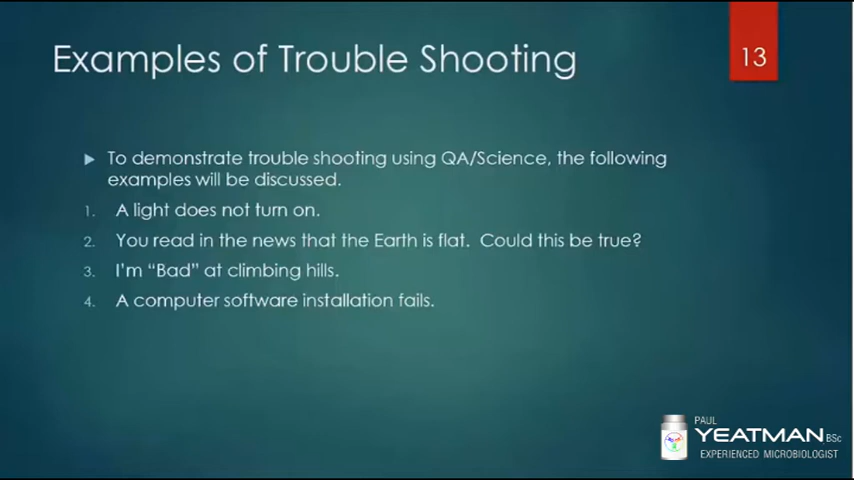 Examples of Trouble Shooting
13
To demonstrate trouble shooting using QA/Science, the following
examples will be discussed.
1. A light does not turn on.
2. You read in the news that the Earth is flat. Could this be true?
3. I'm "Bad" at climbing hills.
4. A computer software installation fails.
PAUL
YEATMAN BSc
EXPERIENCED MICROBIOLOGIST